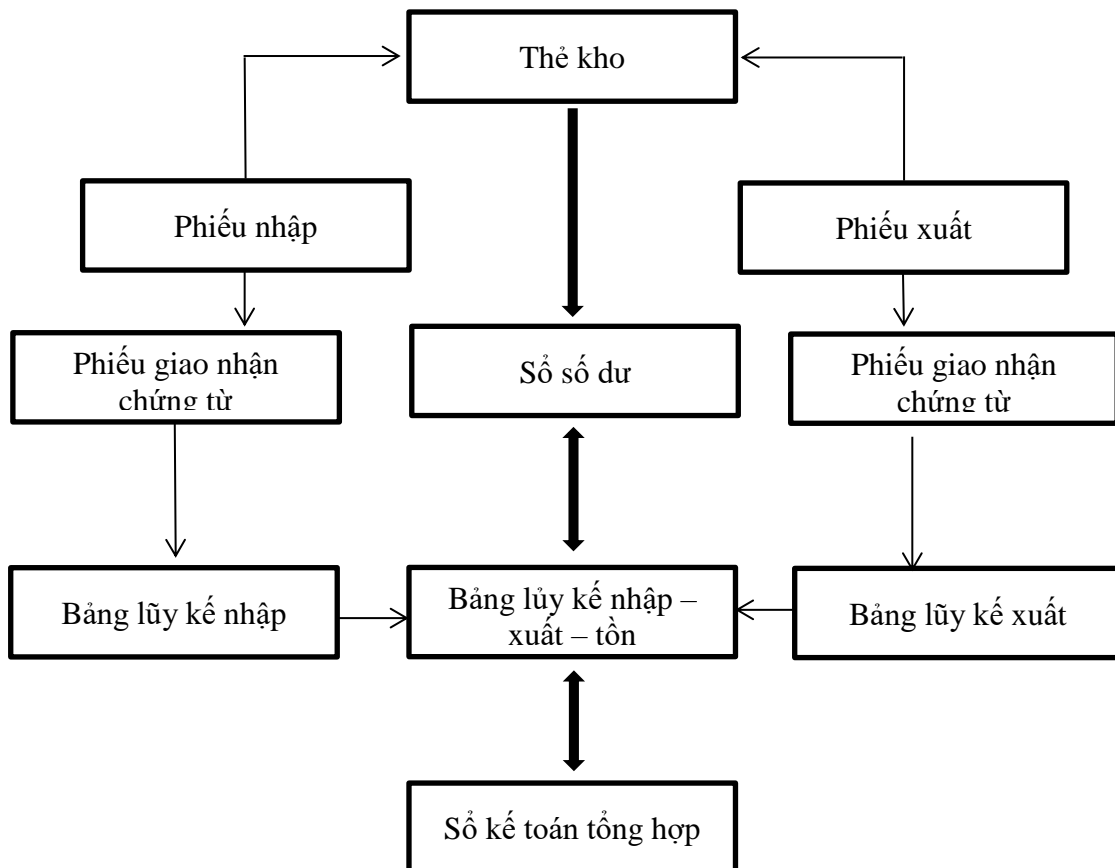 Thẻ kho
Phiếu nhập
Phiếu xuất
Phiếu giao nhận
chứng từ
Sổ số dư
Phiếu giao nhận
chứng từ
Bảng lũy kế nhập
Bảng lủy kế nhập –
xuất – tồn
Bảng lũy kế xuất
Sổ kế toán tổng hợp